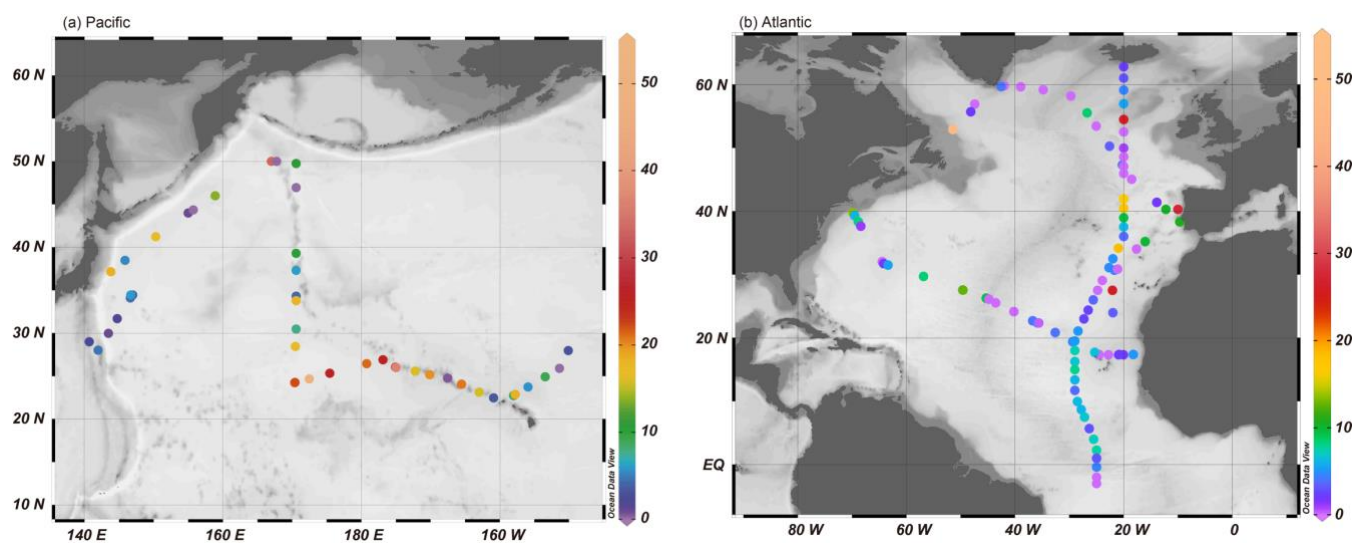 (a) Pacific
60 N
50 N
40 N
30 N
20 N
10 N
140 E
160 E
180 E
160 W
50
40
30
20
10
0
Ocean Data View
(b) Atlantic
60 N
40 N
20 N
EQ
80 W
60 W
40 W
20 W
0
50
40
30
20
10
0
Ocean Data View